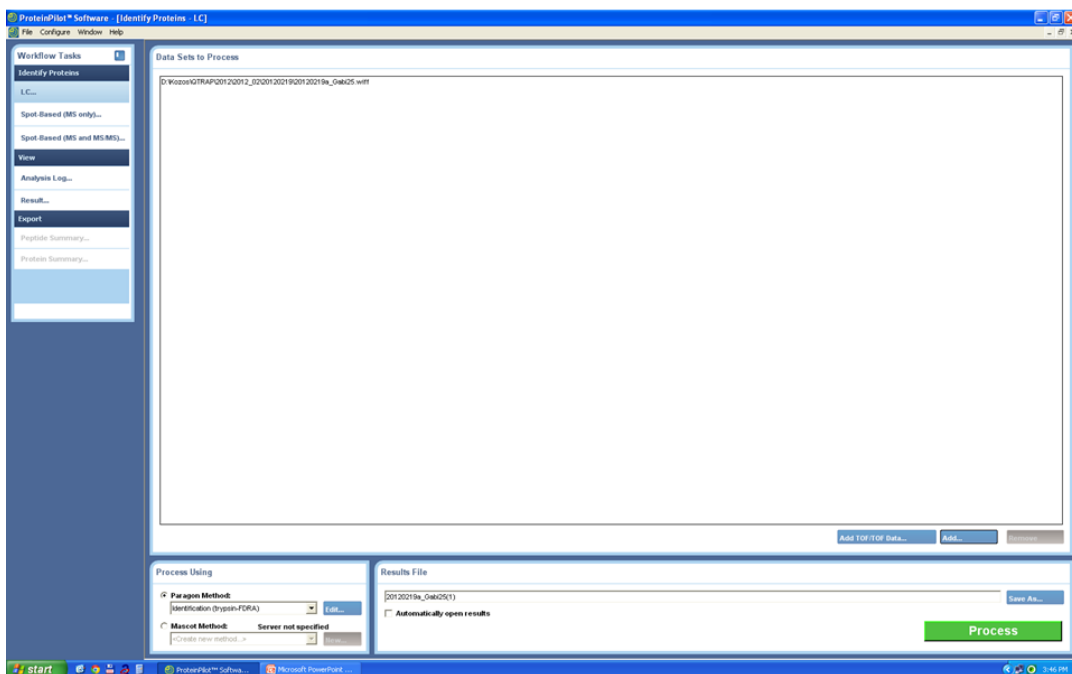 ProteinPilot™ Software - [Identify Proteins - LC]
File Configure Window Help
Workflow Tasks
Identify Proteins
LC...
Spot-Based (MS only)...
Spot-Based (MS and MS/MS)...
View
Analysis Log...
Result...
Export
Peptide Summary...
Protein Summary...
Data Sets to Process
D:\Kozos\QTRAP\2012\2012_02\20120219\20120219a_Gabi25.wiff
Add TOF/TOF Data...
Add...
Remove
Process Using
Paragon Method:
Identification (trypsin-FDRA)
Edit...
Mascot Method: Server not specified
<Create new method...>
New...
Results File
20120219a_Gabi25(1)
Save As...
Automatically open results
Process
start
ProteinPilot™ Softwa...
Microsoft PowerPoint ...
3:46 PM